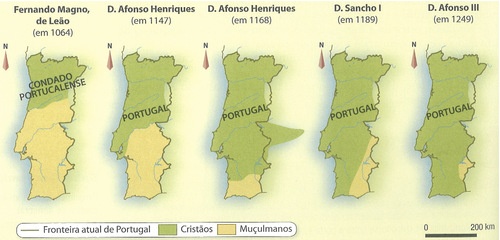 Fernando Magno,
de Leão
(em 1064)
D. Afonso Henriques
(em 1147)
D. Afonso Henriques
(em 1168)
D. Sancho I
(em 1189)
D. Afonso III
(em 1249)
N
N
N
N
N
CONDADO
PORTUCALENSE
PORTUGAL
PORTUGAL
PORTUGAL
PORTUGAL
Fronteira atual de Portugal
Cristãos
Muçulmanos
0
200 km